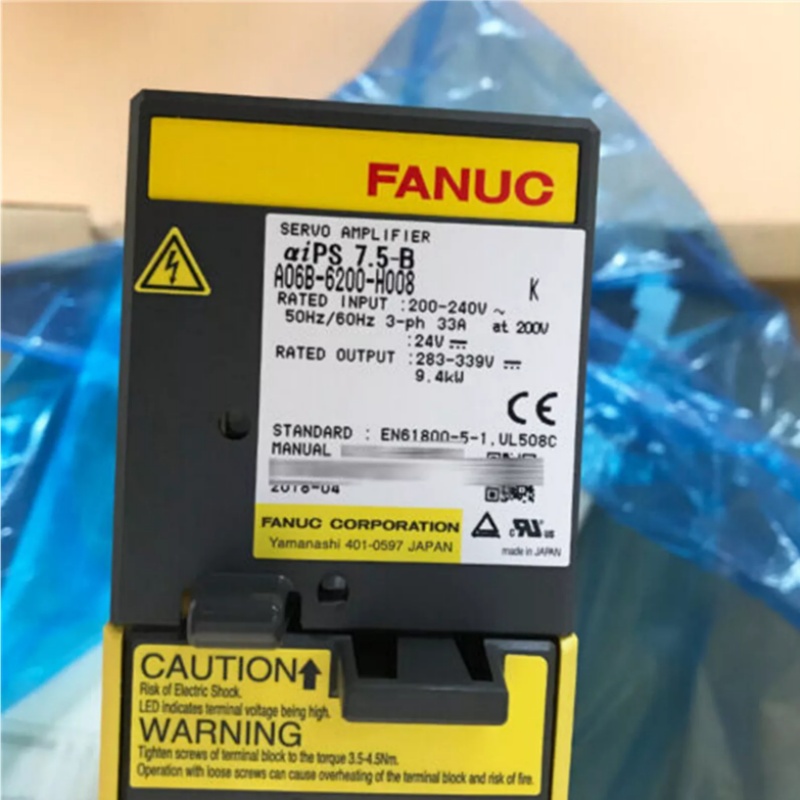 FANUC
SERVO AMPLIFIER
αiPS 7.5-B
A06B-6200-H008
K
RATED INPUT :200-240V ~
50Hz/60Hz 3-ph 33A at 200V
:24V ⎓
RATED OUTPUT :283-339V ⎓
9.4kW
CE
STANDARD : EN61800-5-1,UL508C
MANUAL
2018-04
FANUC CORPORATION
Yamanashi 401-0597 JAPAN
c RU us
made in JAPAN
CAUTION
Risk of Electric Shock.
LED indicates terminal voltage being high.
WARNING
Tighten screws of terminal block to the torque 3.5-4.5Nm.
Operation with loose screws can cause overheating of the terminal block and risk of fire.